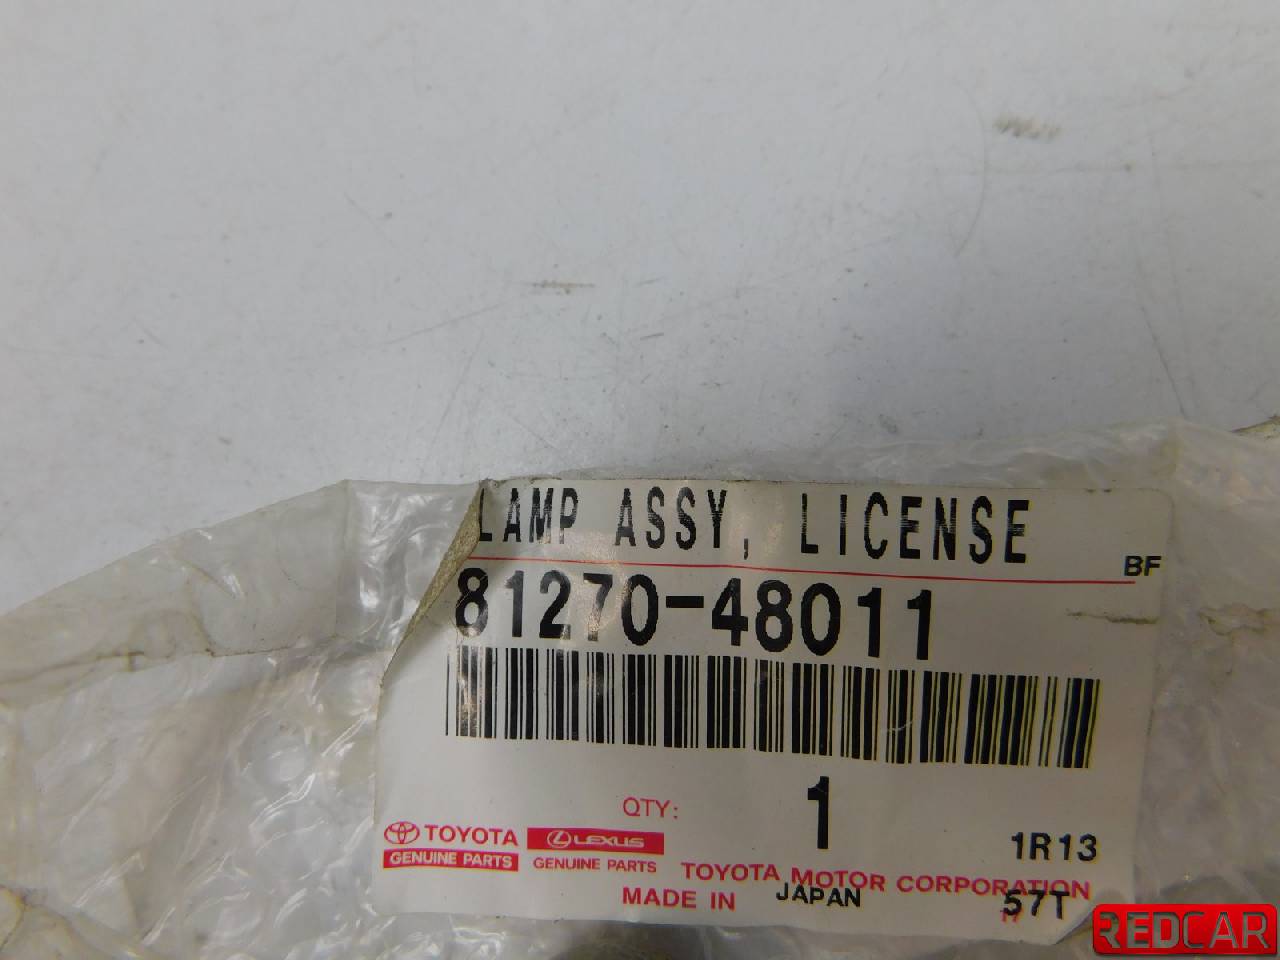 LAMP ASSY, LICENSE
BF
81270-48011
QTY: 1
TOYOTA
GENUINE PARTS
LEXUS
GENUINE PARTS
1R13
TOYOTA MOTOR CORPORATION
MADE IN JAPAN
57T
17
REDCAR